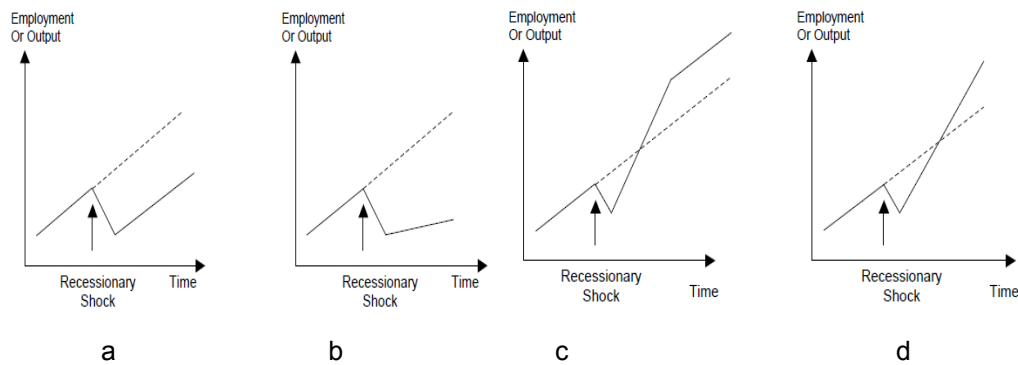 Employment
Or Output
Recessionary
Shock
Time
a
Employment
Or Output
Recessionary
Shock
Time
b
Employment
Or Output
Recessionary
Shock
Time
c
Employment
Or Output
Recessionary
Shock
Time
d